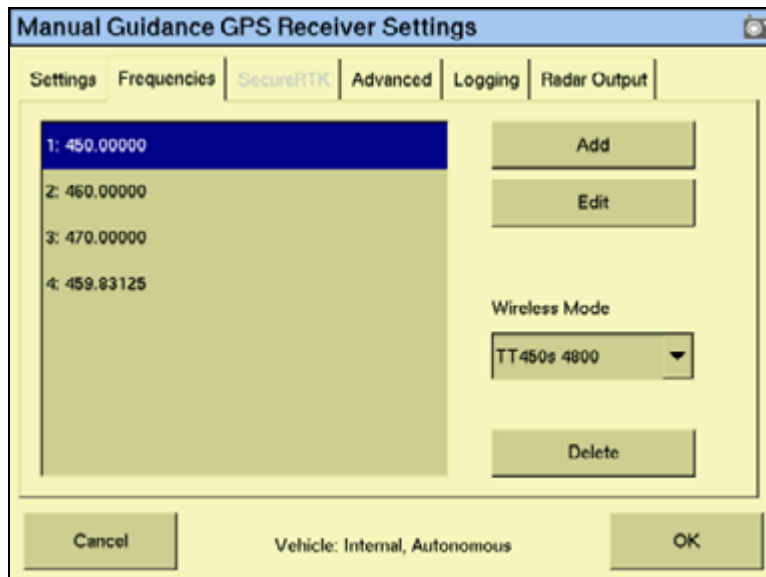 Manual Guidance GPS Receiver Settings
Settings Frequencies SecureRTK Advanced Logging Radar Output
1: 450.00000
2: 460.00000
3: 470.00000
4: 459.83125
Add
Edit
Wireless Mode
TT450s 4800
Delete
Cancel
Vehicle: Internal, Autonomous
OK